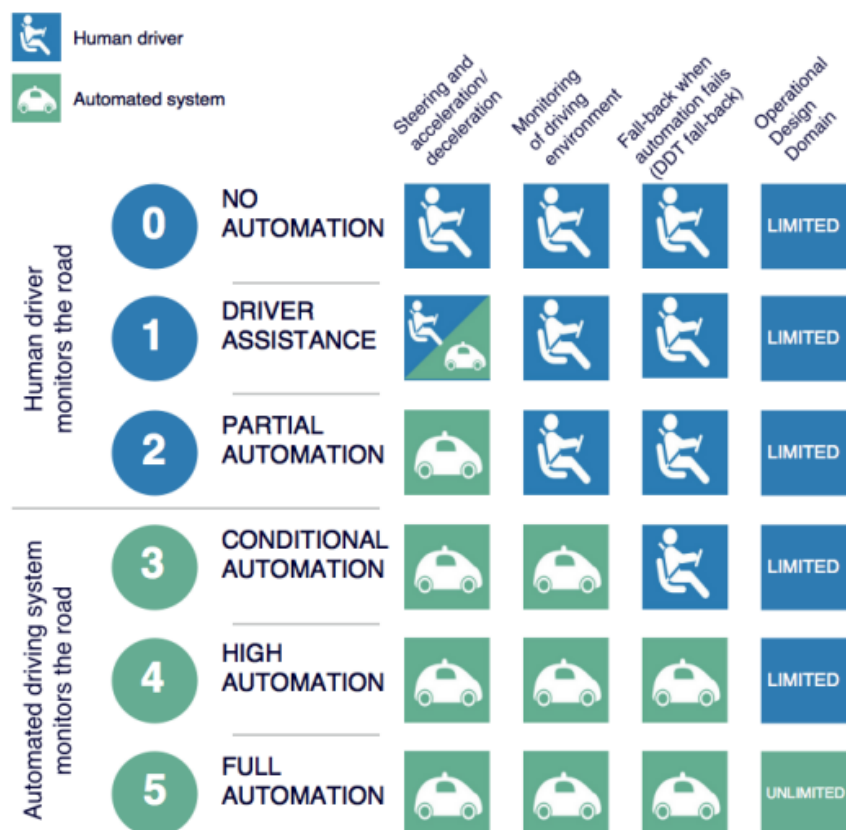 Human driver
Automated system
Steering and
acceleration/
deceleration
Monitoring
of driving
environment
Fall-back when
automation fails
(DDT fall-back)
Operational
Design
Domain
Human driver
monitors the road
0
NO
AUTOMATION
LIMITED
1
DRIVER
ASSISTANCE
LIMITED
2
PARTIAL
AUTOMATION
LIMITED
Automated driving system
monitors the road
3
CONDITIONAL
AUTOMATION
LIMITED
4
HIGH
AUTOMATION
LIMITED
5
FULL
AUTOMATION
UNLIMITED